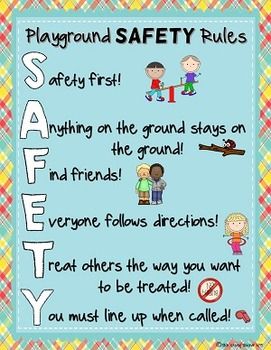 Playground SAFETY Rules
Safety first!
Anything on the ground stays on
the ground!
Find friends!
Everyone follows directions!
Treat others the way you want
to be treated!
You must line up when called!